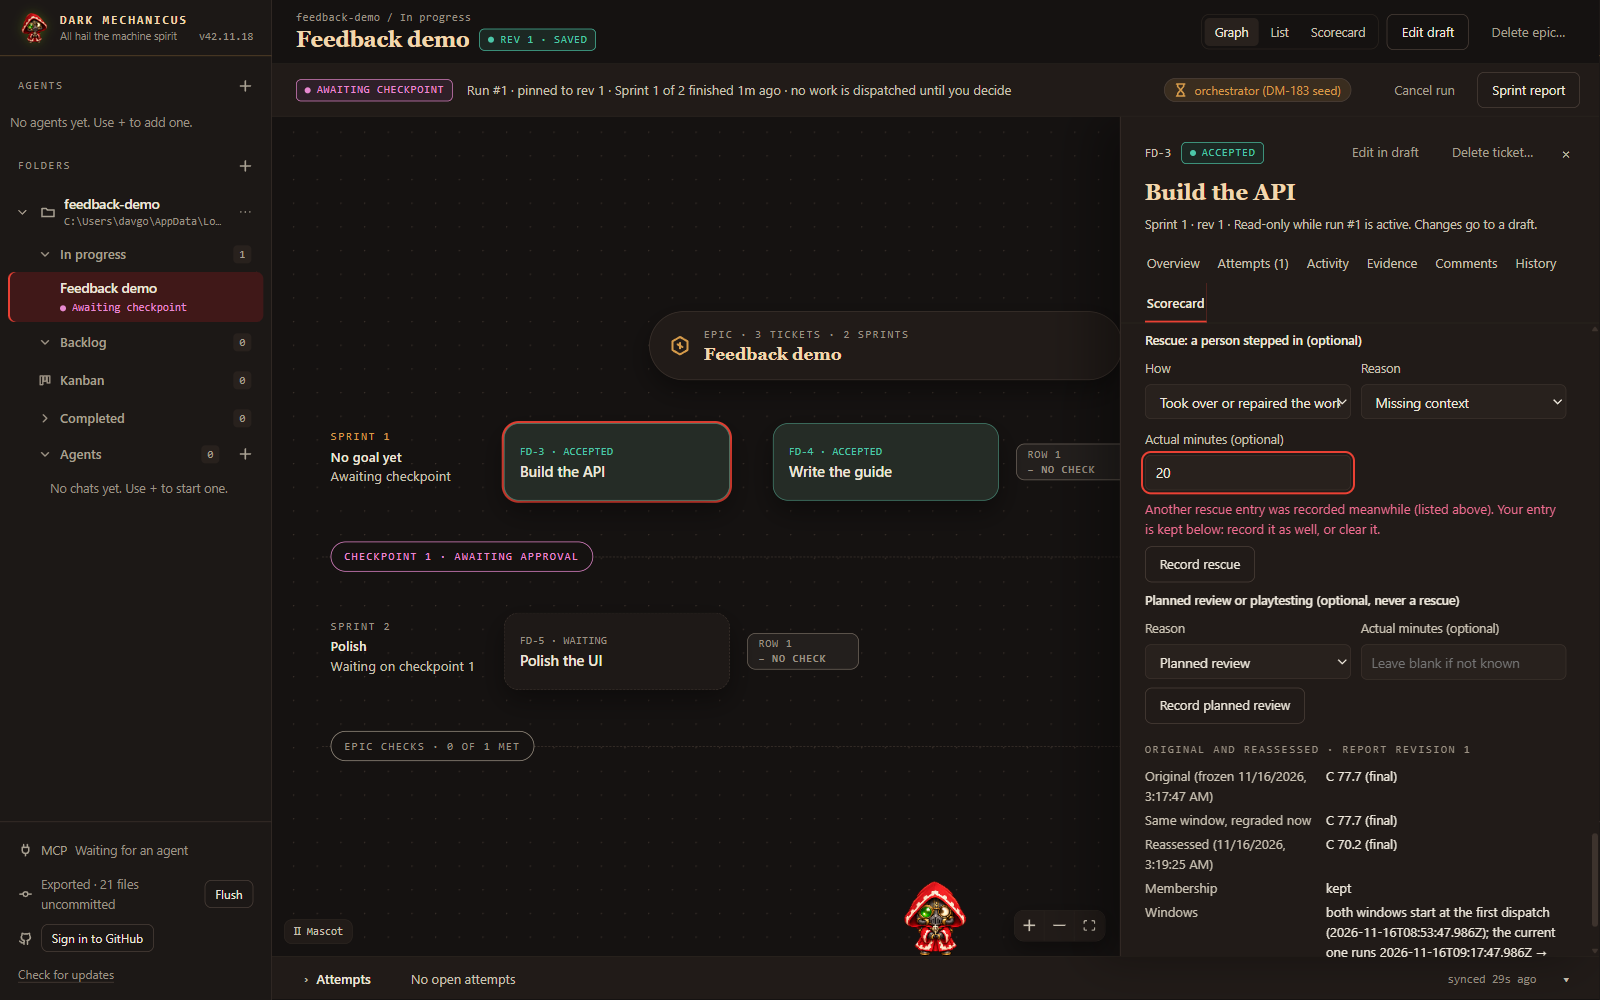 DARK MECHANICUS
All hail the machine spirit
v42.11.18
AGENTS
No agents yet. Use + to add one.
FOLDERS
feedback-demo
C:\Users\davgo\AppData\Lo…
In progress
1
Feedback demo
Awaiting checkpoint
Backlog
0
Kanban
0
Completed
0
Agents
0
No chats yet. Use + to start one.
MCP Waiting for an agent
Exported · 21 files
uncommitted
Flush
Sign in to GitHub
Check for updates
feedback-demo / In progress
Feedback demo
REV 1 · SAVED
Graph
List
Scorecard
Edit draft
Delete epic…
AWAITING CHECKPOINT
Run #1 · pinned to rev 1 · Sprint 1 of 2 finished 1m ago · no work is dispatched until you decide
orchestrator (DM-183 seed)
Cancel run
Sprint report
EPIC · 3 TICKETS · 2 SPRINTS
Feedback demo
SPRINT 1
No goal yet
Awaiting checkpoint
FD-3 · ACCEPTED
Build the API
FD-4 · ACCEPTED
Write the guide
ROW 1
– NO CHECK
CHECKPOINT 1 · AWAITING APPROVAL
SPRINT 2
Polish
Waiting on checkpoint 1
FD-5 · WAITING
Polish the UI
ROW 1
– NO CHECK
EPIC CHECKS · 0 OF 1 MET
Mascot
Attempts
No open attempts
synced 29s ago
FD-3
ACCEPTED
Edit in draft
Delete ticket…
×
Build the API
Sprint 1 · rev 1 · Read-only while run #1 is active. Changes go to a draft.
Overview
Attempts (1)
Activity
Evidence
Comments
History
Scorecard
Rescue: a person stepped in (optional)
How
Reason
Took over or repaired the work
Missing context
Actual minutes (optional)
20
Another rescue entry was recorded meanwhile (listed above). Your entry
is kept below: record it as well, or clear it.
Record rescue
Planned review or playtesting (optional, never a rescue)
Reason
Actual minutes (optional)
Planned review
Leave blank if not known
Record planned review
ORIGINAL AND REASSESSED · REPORT REVISION 1
Original (frozen 11/16/2026,
3:17:47 AM)
C 77.7 (final)
Same window, regraded now
C 77.7 (final)
Reassessed (11/16/2026,
3:19:25 AM)
C 70.2 (final)
Membership
kept
Windows
both windows start at the first dispatch
(2026-11-16T08:53:47.986Z); the current
one runs 2026-11-16T09:17:47.986Z →